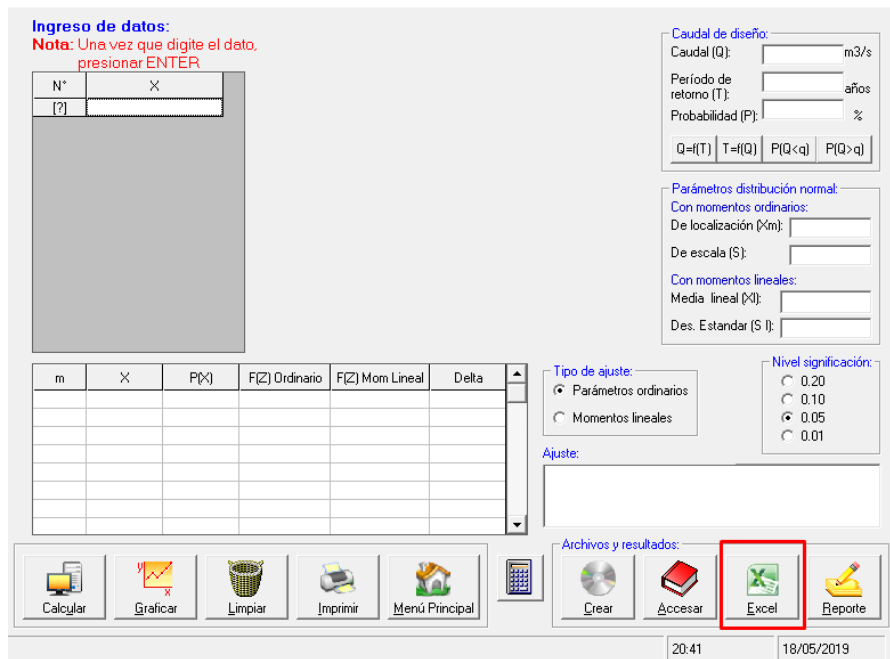 Ingreso de datos:
Nota: Una vez que digite el dato,
presionar ENTER
N° X
[?]
Caudal de diseño:
Caudal (Q): m3/s
Período de
retorno (T): años
Probabilidad (P): %
Q=f(T) T=f(Q) P(Q<q) P(Q>q)
Parámetros distribución normal:
Con momentos ordinarios:
De localización (Xm):
De escala (S):
Con momentos lineales:
Media lineal (Xl):
Des. Estandar (S l):
m X P(X) F(Z) Ordinario F(Z) Mom Lineal Delta
Tipo de ajuste:
Parámetros ordinarios
Momentos lineales
Nivel significación:
0.20
0.10
0.05
0.01
Ajuste:
Archivos y resultados:
Calcular Graficar Limpiar Imprimir Menú Principal Crear Accesar Excel Reporte
20:41 18/05/2019